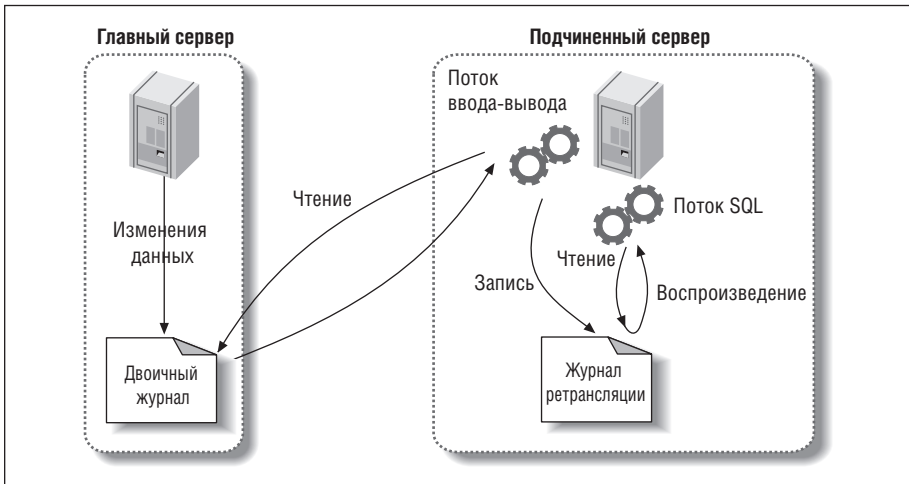 Главный сервер
Подчиненный сервер
Поток
ввода-вывода
Чтение
Поток SQL
Изменения
данных
Чтение
Запись
Воспроизведение
Двоичный
журнал
Журнал
ретрансляции